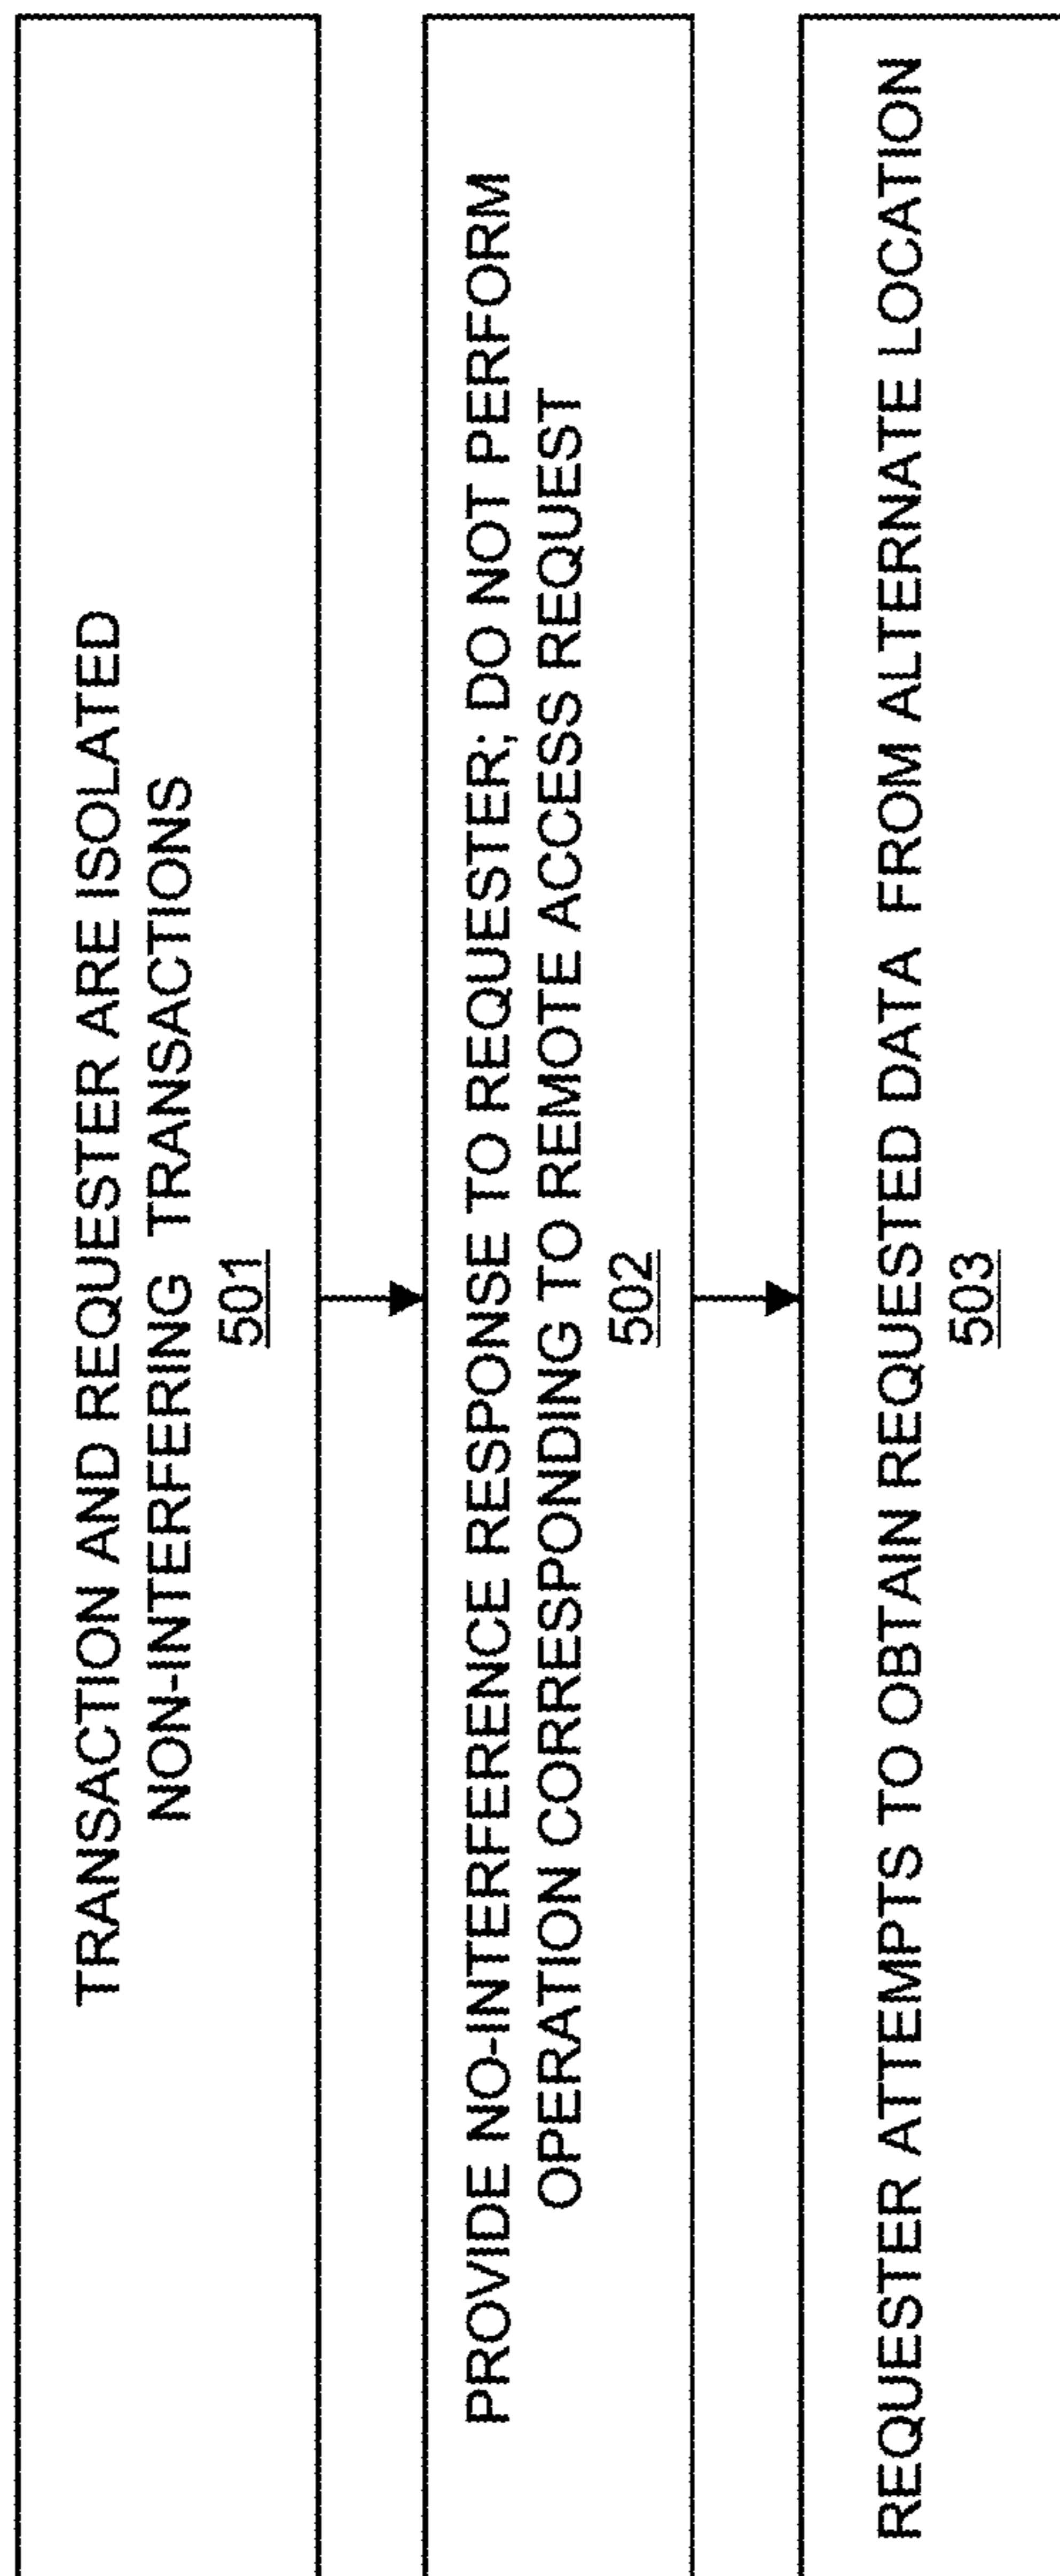 TRANSACTION AND REQUESTER ARE ISOLATED
NON-INTERFERING TRANSACTIONS
501
PROVIDE NO-INTERFERENCE RESPONSE TO REQUESTER; DO NOT PERFORM
OPERATION CORRESPONDING TO REMOTE ACCESS REQUEST
502
REQUESTER ATTEMPTS TO OBTAIN REQUESTED DATA FROM ALTERNATE LOCATION
503